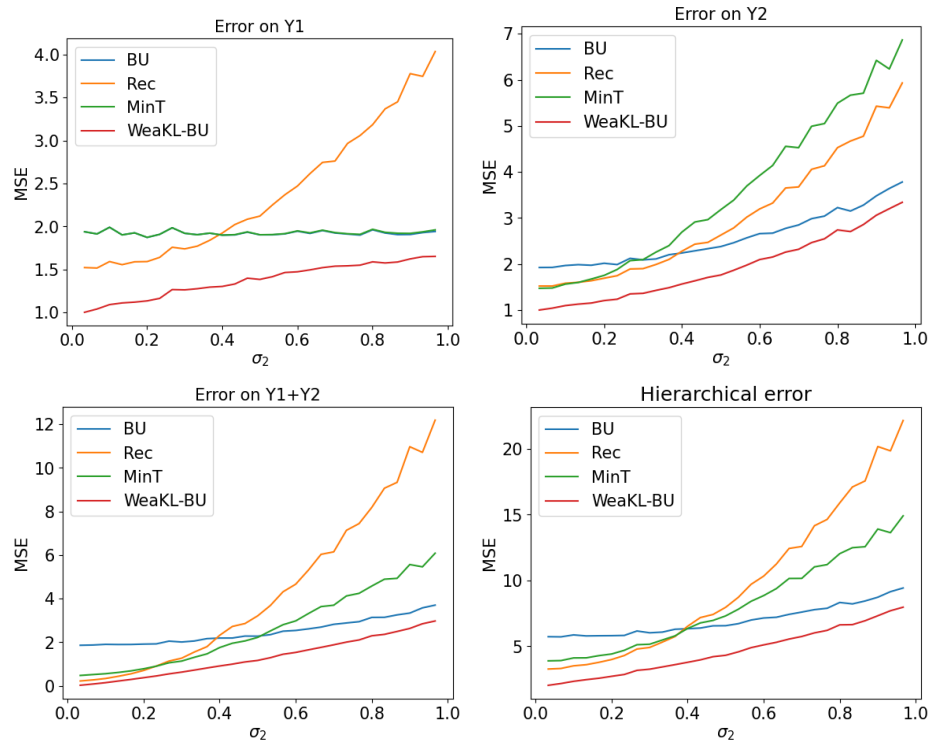 Error on Y1
4.0
3.5
3.0
2.5
2.0
1.5
1.0
MSE
BU
Rec
MinT
WeaKL-BU
0.0 0.2 0.4 0.6 0.8 1.0
σ2
Error on Y2
7
6
5
4
3
2
1
MSE
BU
Rec
MinT
WeaKL-BU
0.0 0.2 0.4 0.6 0.8 1.0
σ2
Error on Y1+Y2
12
10
8
6
4
2
0
MSE
BU
Rec
MinT
WeaKL-BU
0.0 0.2 0.4 0.6 0.8 1.0
σ2
Hierarchical error
20
15
10
5
MSE
BU
Rec
MinT
WeaKL-BU
0.0 0.2 0.4 0.6 0.8 1.0
σ2